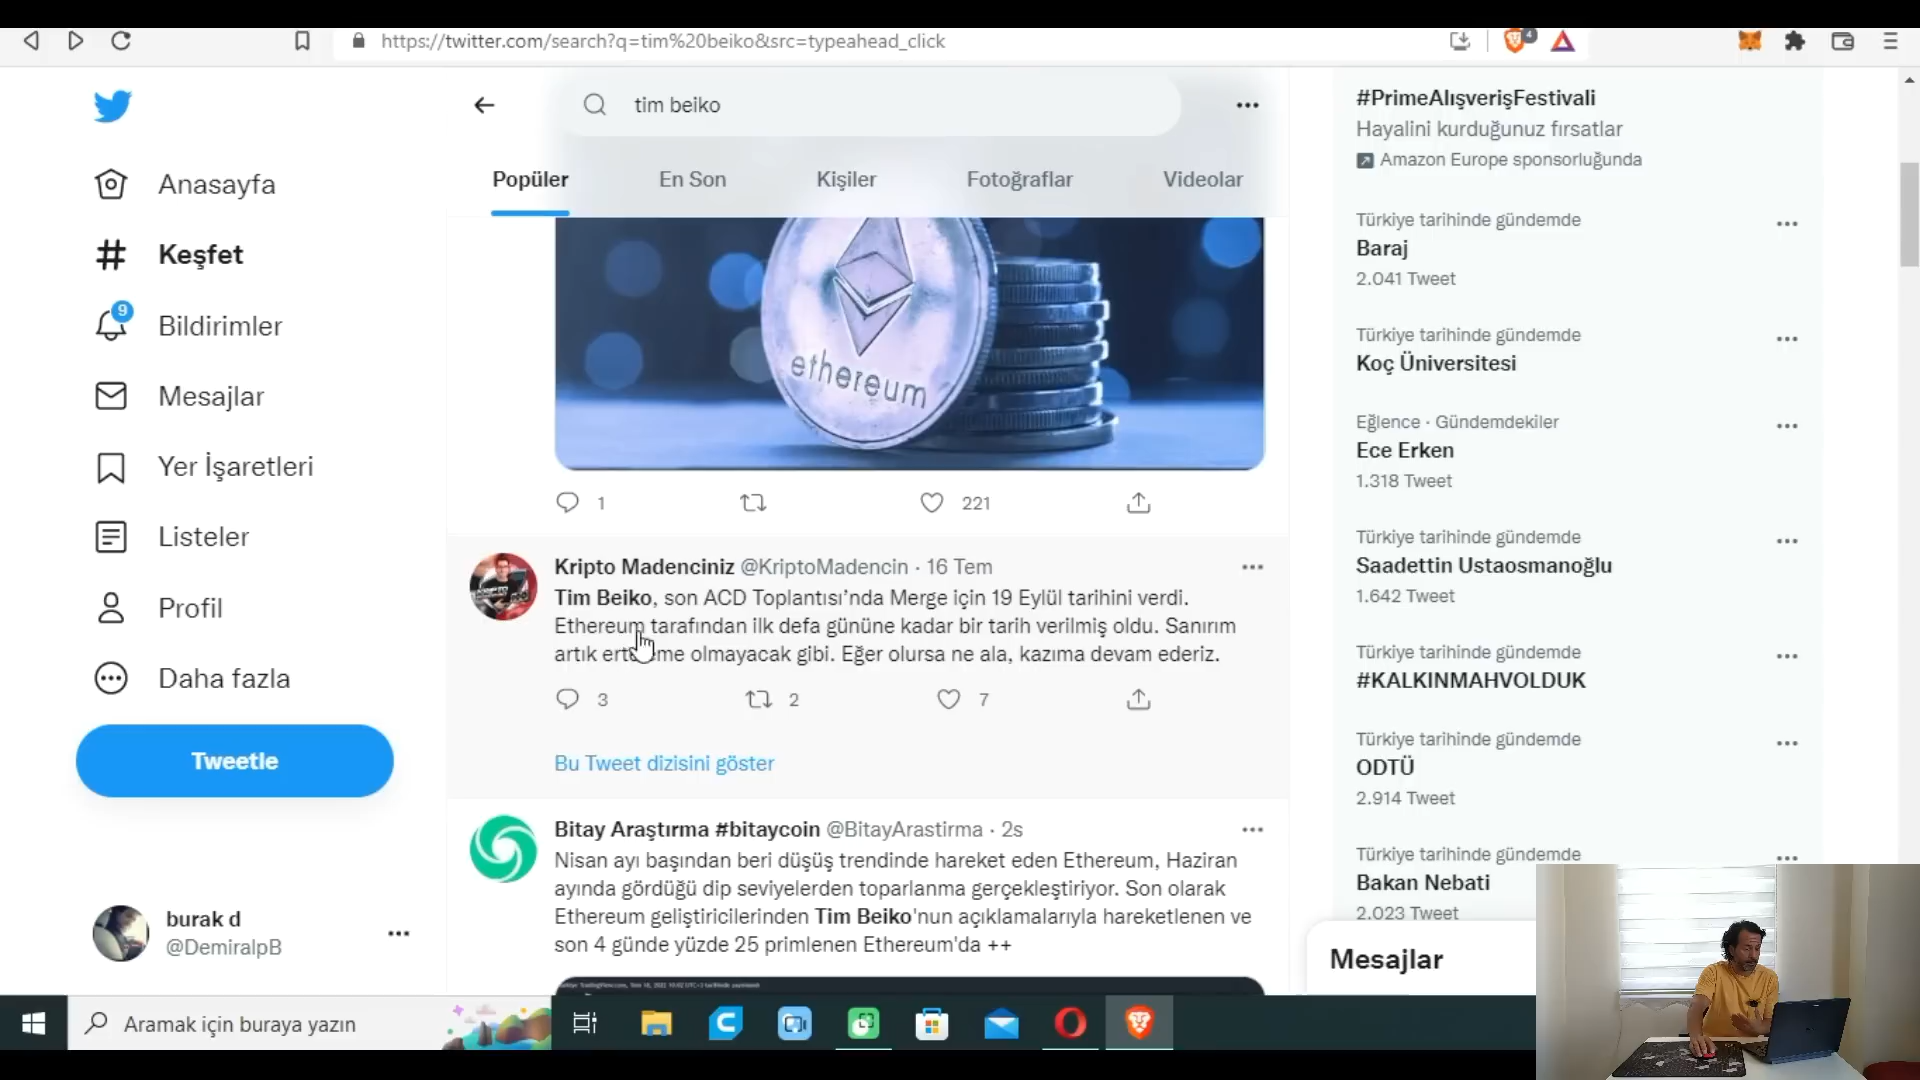 https://twitter.com/search?q=tim%20beiko&src=typeahead_click
4
tim beiko
Popüler
En Son
Kişiler
Fotoğraflar
Videolar
Anasayfa
Keşfet
9
Bildirimler
Mesajlar
Yer İşaretleri
Listeler
Profil
Daha fazla
Tweetle
burak d
@DemiralpB
ethereum
1
221
Kripto Madenciniz @KriptoMadencin · 16 Tem
Tim Beiko, son ACD Toplantısı'nda Merge için 19 Eylül tarihini verdi.
Ethereum tarafından ilk defa gününe kadar bir tarih verilmiş oldu. Sanırım
artık erteleme olmayacak gibi. Eğer olursa ne ala, kazıma devam ederiz.
3
2
7
Bu Tweet dizisini göster
Bitay Araştırma #bitaycoin @BitayArastirma · 2s
Nisan ayı başından beri düşüş trendinde hareket eden Ethereum, Haziran
ayında gördüğü dip seviyelerden toparlanma gerçekleştiriyor. Son olarak
Ethereum geliştiricilerinden Tim Beiko'nun açıklamalarıyla hareketlenen ve
son 4 günde yüzde 25 primlenen Ethereum'da ++
#PrimeAlışverişFestivali
Hayalini kurduğunuz fırsatlar
Amazon Europe sponsorluğunda
Türkiye tarihinde gündemde
Baraj
2.041 Tweet
Türkiye tarihinde gündemde
Koç Üniversitesi
Eğlence · Gündemdekiler
Ece Erken
1.318 Tweet
Türkiye tarihinde gündemde
Saadettin Ustaosmanoğlu
1.642 Tweet
Türkiye tarihinde gündemde
#KALKINMAHVOLDUK
Türkiye tarihinde gündemde
ODTÜ
2.914 Tweet
Türkiye tarihinde gündemde
Bakan Nebati
2.023 Tweet
Mesajlar
Aramak için buraya yazın